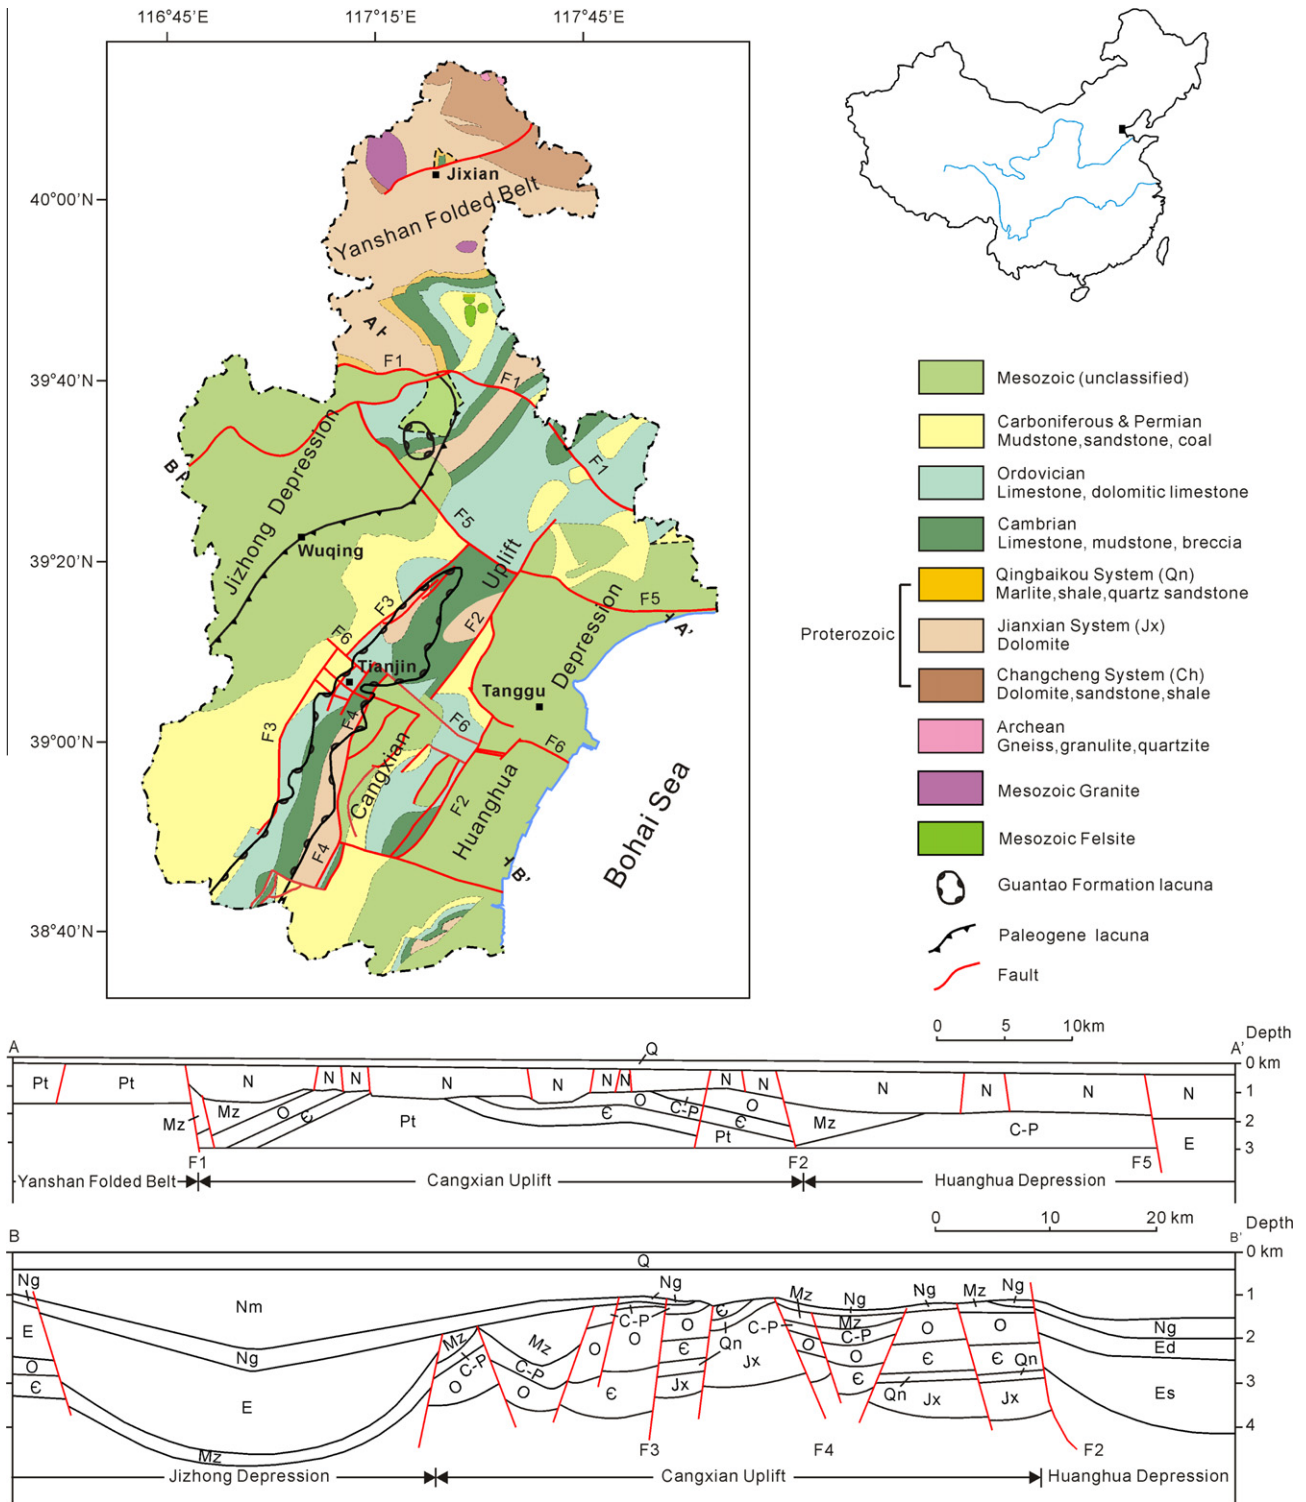 116°45'E
117°15'E
117°45'E
40°00'N
39°40'N
39°20'N
39°00'N
38°40'N
Jixian
Yanshan Folded Belt
A
F1
F1
F1
B
Jizhong Depression
Wuqing
F5
Uplift
F5
F3
F2
F6
A'
Depression
Tianjin
Tanggu
F3
F4
F6
F6
Cangxian
F2
Huanghua
F4
B'
Bohai Sea
Mesozoic (unclassified)
Carboniferous & Permian
Mudstone, sandstone, coal
Ordovician
Limestone, dolomitic limestone
Cambrian
Limestone, mudstone, breccia
Proterozoic
Qingbaikou System (Qn)
Marlite, shale, quartz sandstone
Jianxian System (Jx)
Dolomite
Changcheng System (Ch)
Dolomite, sandstone, shale
Archean
Gneiss, granulite, quartzite
Mesozoic Granite
Mesozoic Felsite
Guantao Formation lacuna
Paleogene lacuna
Fault
0 5 10km
Depth
A Q A' 0 km
Pt Pt N N N N N N N N N N N N
1
Mz O Є Pt O C-P O Mz
Mz Є Є C-P 2
Pt E
3
F1 F2 F5
Yanshan Folded Belt Cangxian Uplift Huanghua Depression
0 10 20 km
Depth
B B' 0 km
Q
Ng Nm Ng Mz Ng Mz Ng 1
C-P Є Mz Ng
E Ng Mz Mz O O C-P O O Ed 2
C-P C-P O Є Qn Jx O O Є Є Qn
O O Є Jx Є Es 3
Є E Qn Jx Jx
Mz 4
F3 F4 F2
Jizhong Depression Cangxian Uplift Huanghua Depression